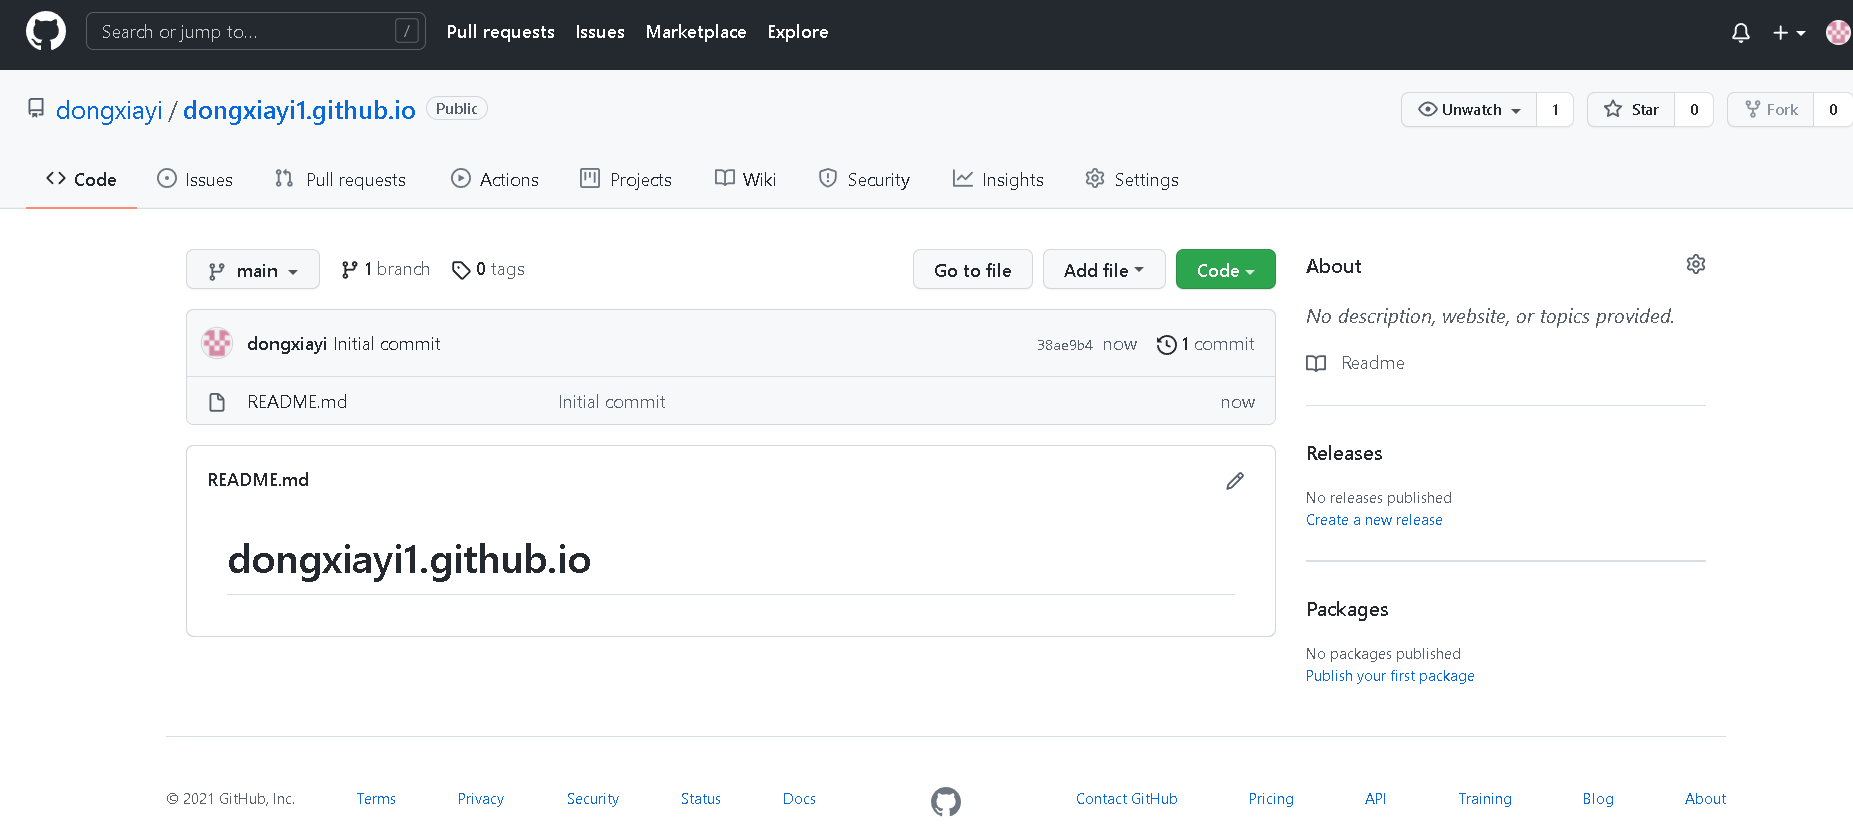 Search or jump to... / Pull requests Issues Marketplace Explore
dongxiayi / dongxiayi1.github.io Public Unwatch 1 Star 0 Fork 0
Code Issues Pull requests Actions Projects Wiki Security Insights Settings
main 1 branch 0 tags Go to file Add file Code
dongxiayi Initial commit 38ae9b4 now 1 commit
README.md Initial commit now
README.md
dongxiayi1.github.io
About
No description, website, or topics provided.
Readme
Releases
No releases published
Create a new release
Packages
No packages published
Publish your first package
© 2021 GitHub, Inc. Terms Privacy Security Status Docs Contact GitHub Pricing API Training Blog About